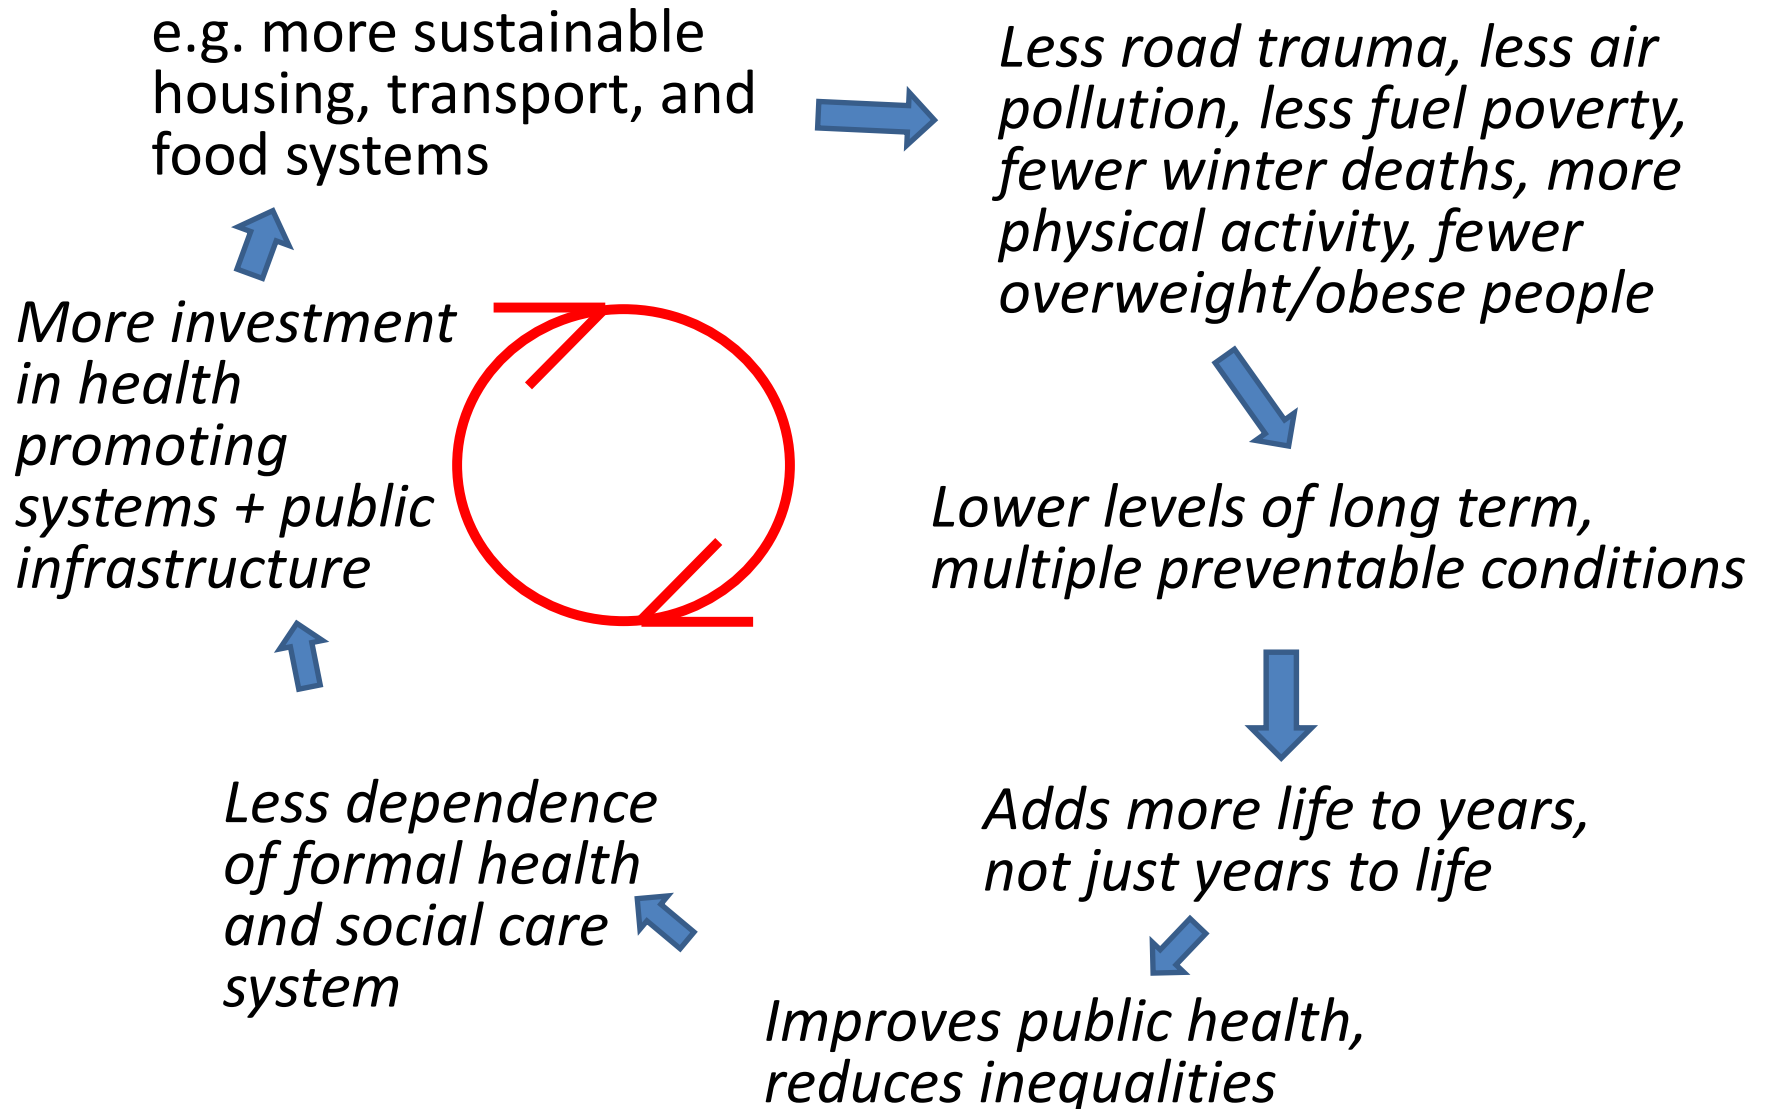 e.g. more sustainable
housing, transport, and
food systems
Less road trauma, less air
pollution, less fuel poverty,
fewer winter deaths, more
physical activity, fewer
overweight/obese people
Lower levels of long term,
multiple preventable conditions
Adds more life to years,
not just years to life
Improves public health,
reduces inequalities
Less dependence
of formal health
and social care
system
More investment
in health
promoting
systems + public
infrastructure